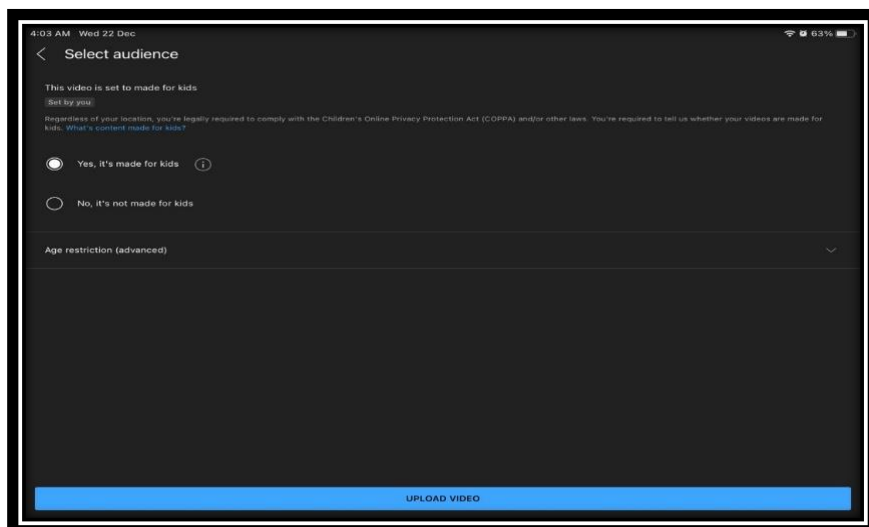 4:03 AM Wed 22 Dec
63%
Select audience
This video is set to made for kids
Set by you
Regardless of your location, you're legally required to comply with the Children's Online Privacy Protection Act (COPPA) and/or other laws. You're required to tell us whether your videos are made for
kids. What's content made for kids?
Yes, it's made for kids
No, it's not made for kids
Age restriction (advanced)
UPLOAD VIDEO